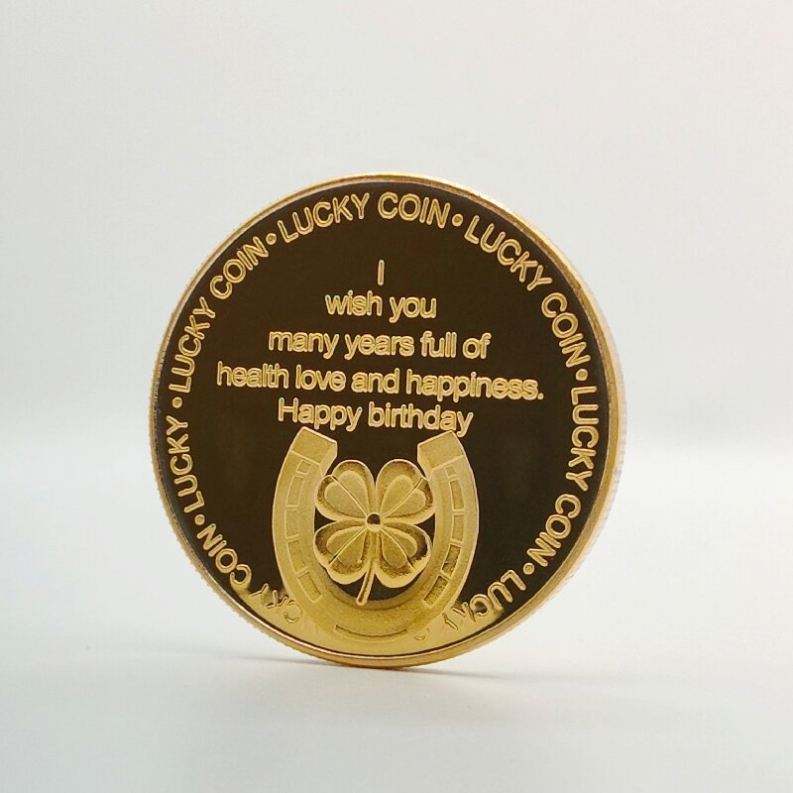 LUCKY COIN • LUCKY COIN • LUCKY COIN • LUCKY COIN • LUCKY COIN • LUCKY
I
wish you
many years full of
health love and happiness.
Happy birthday